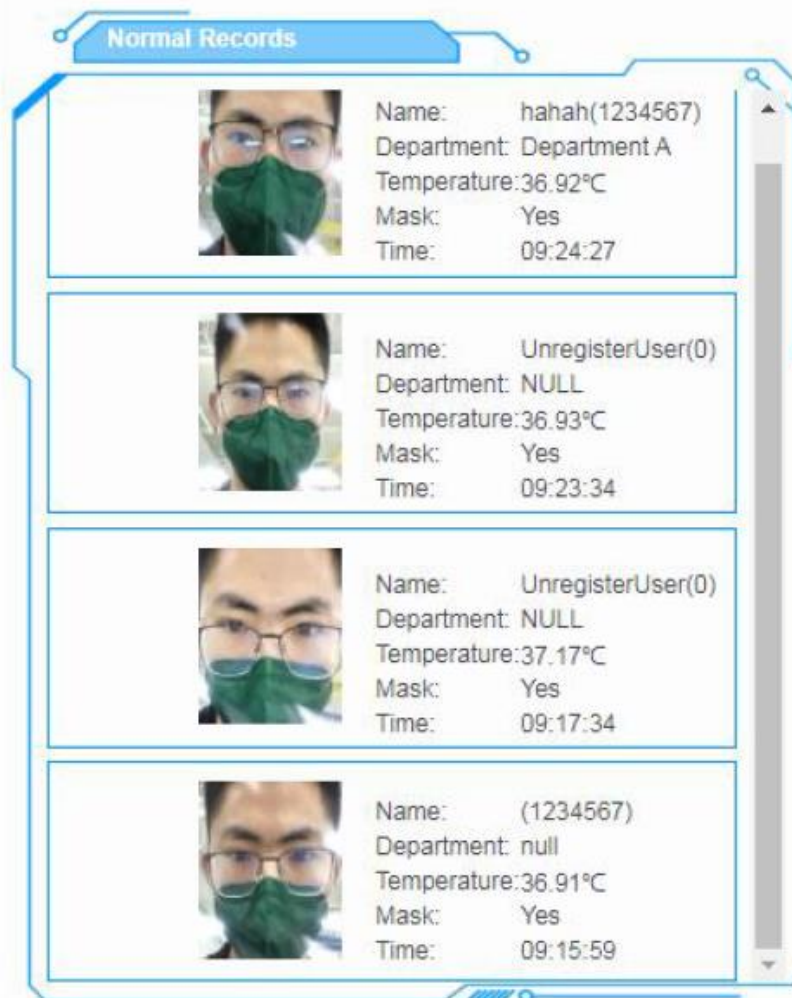 Normal Records
Name: hahah(1234567)
Department: Department A
Temperature:36.92℃
Mask: Yes
Time: 09:24:27
Name: UnregisterUser(0)
Department: NULL
Temperature:36.93℃
Mask: Yes
Time: 09:23:34
Name: UnregisterUser(0)
Department: NULL
Temperature:37.17℃
Mask: Yes
Time: 09:17:34
Name: (1234567)
Department: null
Temperature:36.91℃
Mask: Yes
Time: 09:15:59